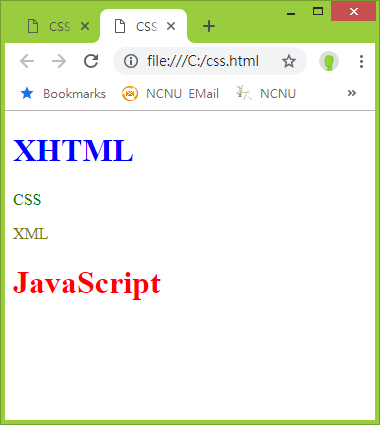 CSS CSS
file:///C:/css.html
Bookmarks NCNU EMail NCNU
XHTML
CSS
XML
JavaScript